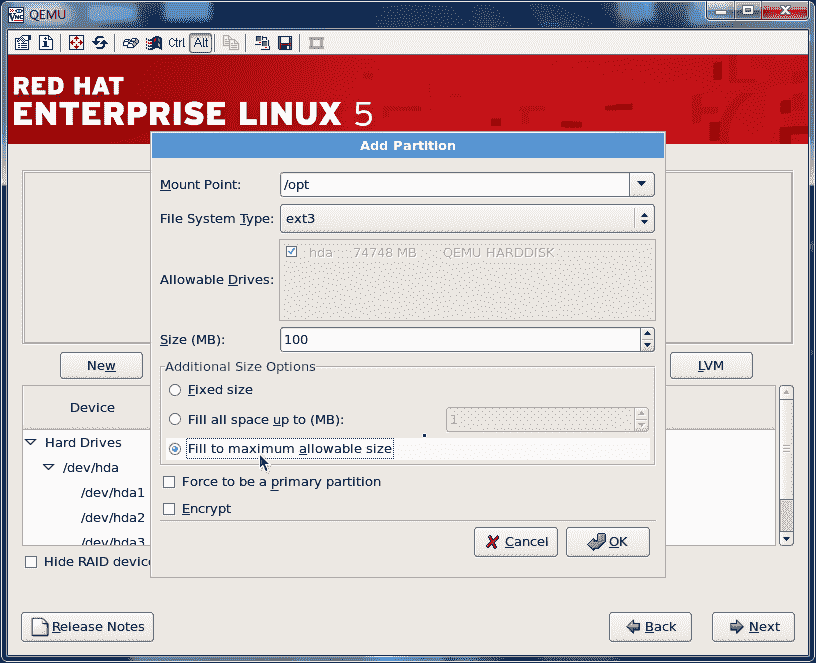 QEMU
Ctrl Alt
RED HAT
ENTERPRISE LINUX 5
Add Partition
Mount Point: /opt
File System Type: ext3
Allowable Drives:
hda 74748 MB QEMU HARDDISK
Size (MB): 100
Additional Size Options
Fixed size
Fill all space up to (MB): 1
Fill to maximum allowable size
Force to be a primary partition
Encrypt
Cancel OK
New LVM
Device
Hard Drives
/dev/hda
/dev/hda1
/dev/hda2
/dev/hda3
Hide RAID device
Release Notes Back Next